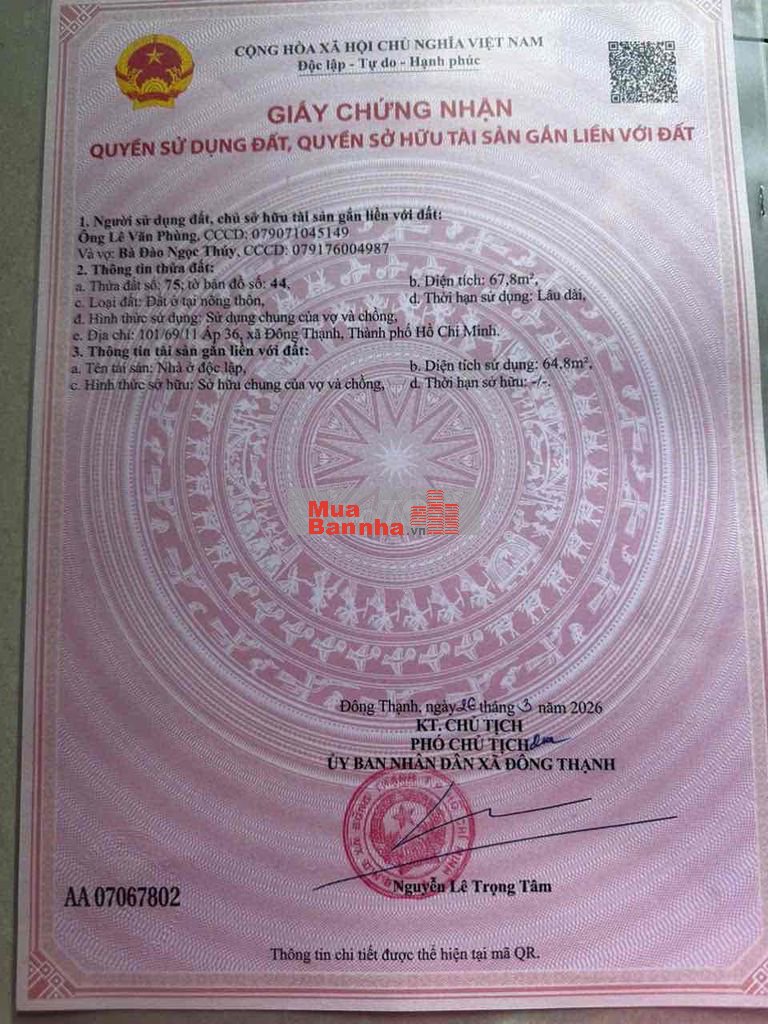 CỘNG HÒA XÃ HỘI CHỦ NGHĨA VIỆT NAM
Độc lập - Tự do - Hạnh phúc
GIẤY CHỨNG NHẬN
QUYỀN SỬ DỤNG ĐẤT, QUYỀN SỞ HỮU TÀI SẢN GẮN LIỀN VỚI ĐẤT
1. Người sử dụng đất, chủ sở hữu tài sản gắn liền với đất:
Ông Lê Văn Phùng, CCCD: 079071045149
Và vợ: Bà Đào Ngọc Thúy, CCCD: 079176004987
2. Thông tin thửa đất:
a. Thửa đất số: 75; tờ bản đồ số: 44, b. Diện tích: 67,8m²,
c. Loại đất: Đất ở tại nông thôn, d. Thời hạn sử dụng: Lâu dài,
đ. Hình thức sử dụng: Sử dụng chung của vợ và chồng,
e. Địa chỉ: 101/69/11 Ấp 36, xã Đông Thạnh, Thành phố Hồ Chí Minh.
3. Thông tin tài sản gắn liền với đất:
a. Tên tài sản: Nhà ở độc lập, b. Diện tích sử dụng: 64,8m²,
c. Hình thức sở hữu: Sở hữu chung của vợ và chồng, d. Thời hạn sở hữu: -/-.
Mua
Bannha.vn
Đông Thạnh, ngày 26 tháng 3 năm 2026
KT. CHỦ TỊCH
PHÓ CHỦ TỊCH
ỦY BAN NHÂN DÂN XÃ ĐÔNG THẠNH
Nguyễn Lê Trọng Tâm
AA 07067802
Thông tin chi tiết được thể hiện tại mã QR.